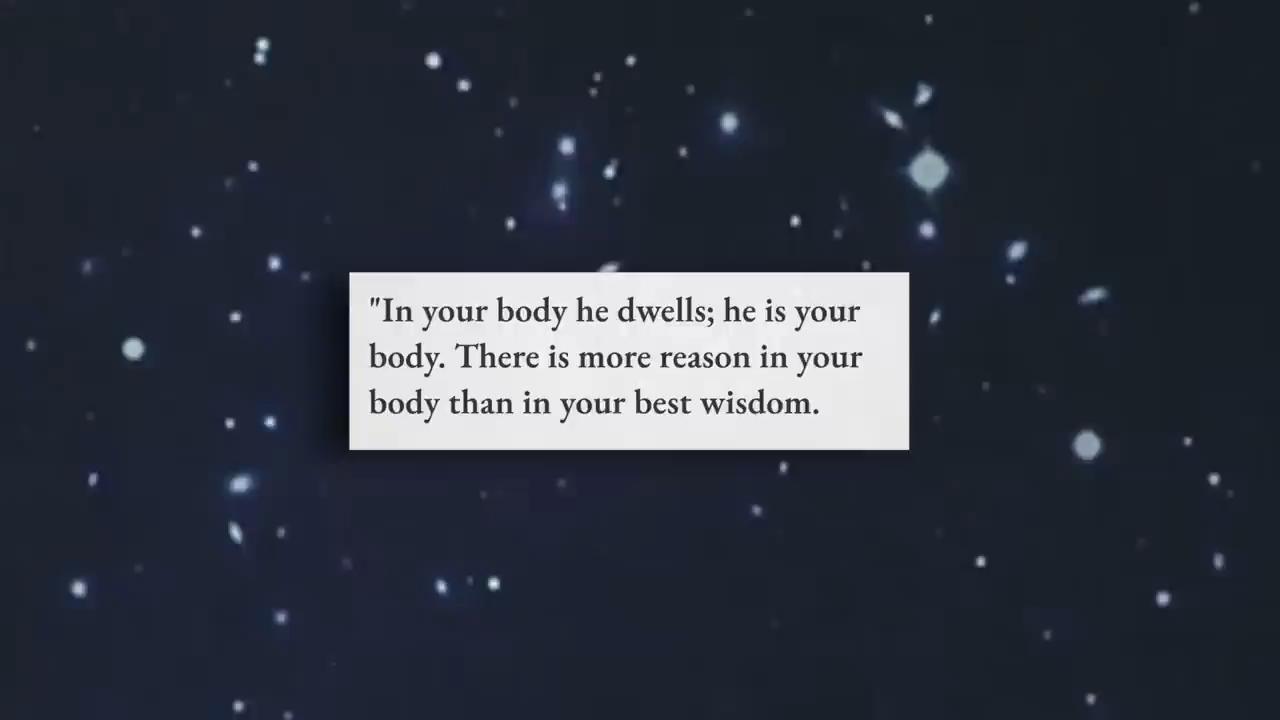 "In your body he dwells; he is your
body. There is more reason in your
body than in your best wisdom.